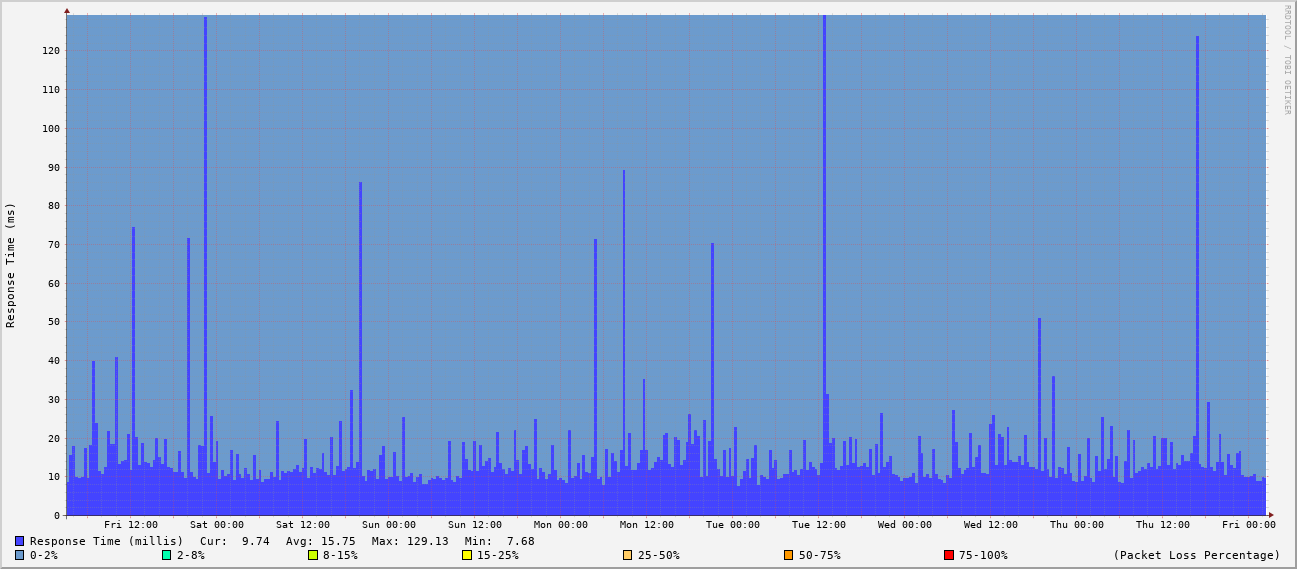 RRDTOOL / TOBI OETIKER
Response Time (ms)
120
110
100
90
80
70
60
50
40
30
20
10
0
Fri 12:00 Sat 00:00 Sat 12:00 Sun 00:00 Sun 12:00 Mon 00:00 Mon 12:00 Tue 00:00 Tue 12:00 Wed 00:00 Wed 12:00 Thu 00:00 Thu 12:00 Fri 00:00
Response Time (millis) Cur: 9.74 Avg: 15.75 Max: 129.13 Min: 7.68
0-2% 2-8% 8-15% 15-25% 25-50% 50-75% 75-100% (Packet Loss Percentage)